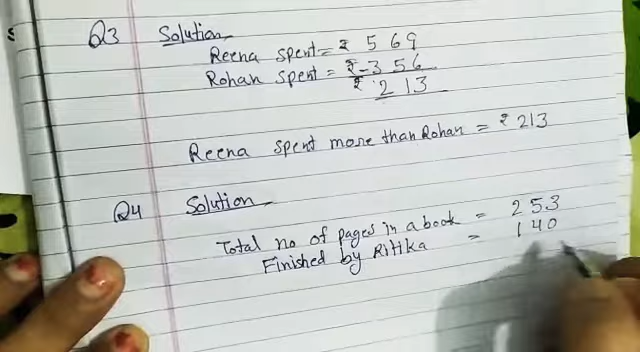 Q3 Solution
Reena spent = ₹ 569
Rohan spent = ₹ -356
₹ 213
Reena spent more than Rohan = ₹ 213
Q4 Solution
Total no of pages in a book = 253
Finished by Ritika = 140